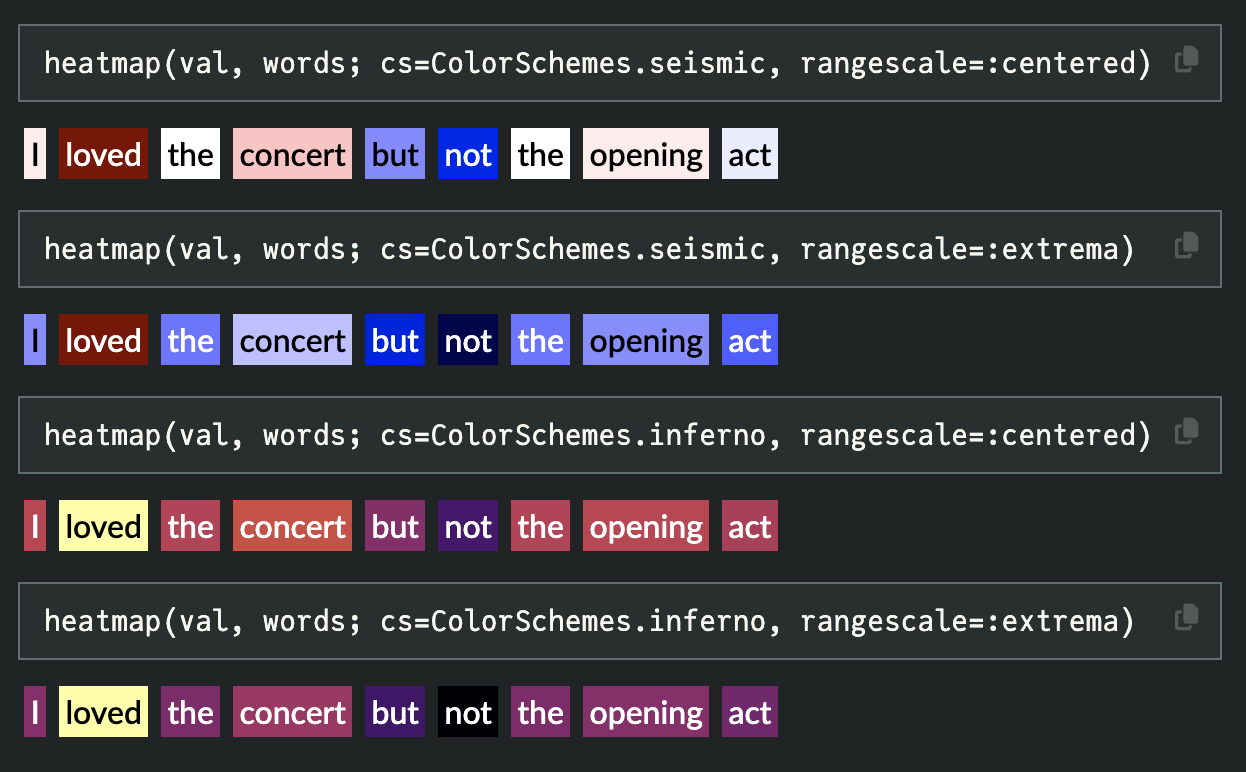 heatmap(val, words; cs=ColorSchemes.seismic, rangescale=:centered)
I loved the concert but not the opening act
heatmap(val, words; cs=ColorSchemes.seismic, rangescale=:extrema)
I loved the concert but not the opening act
heatmap(val, words; cs=ColorSchemes.inferno, rangescale=:centered)
I loved the concert but not the opening act
heatmap(val, words; cs=ColorSchemes.inferno, rangescale=:extrema)
I loved the concert but not the opening act